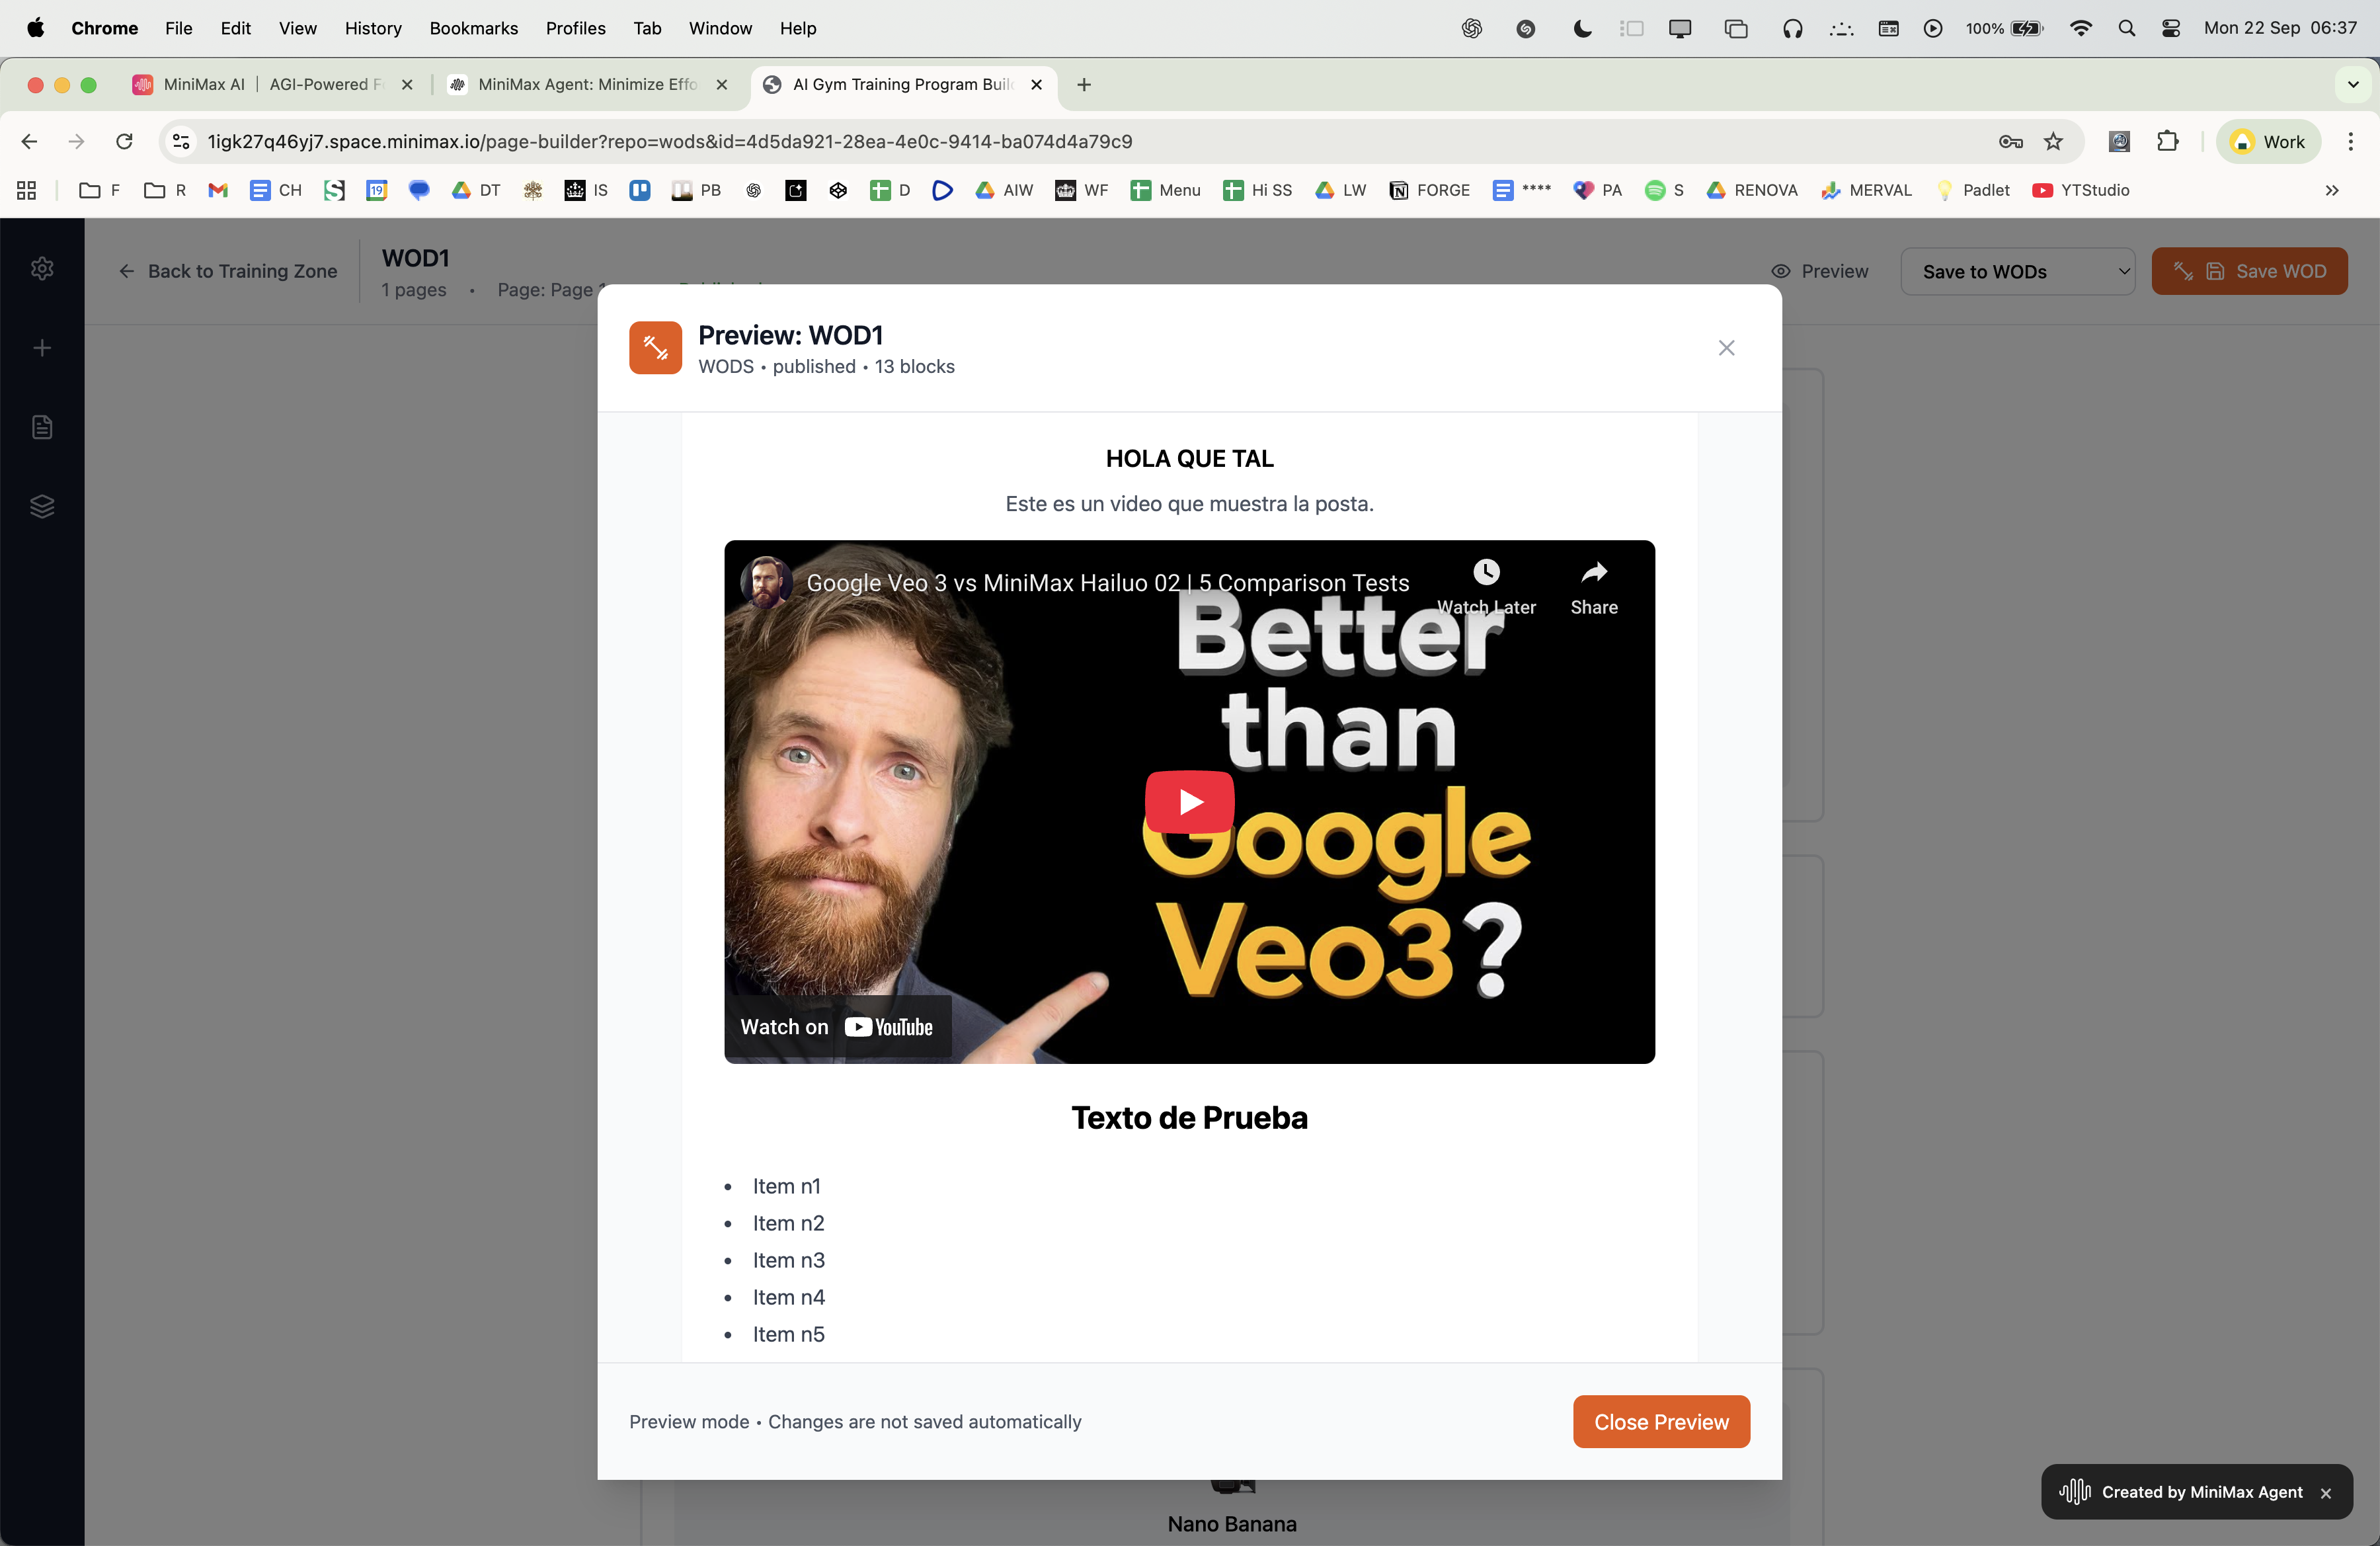 Chrome File Edit View History Bookmarks Profiles Tab Window Help 100% Mon 22 Sep 06:37
MiniMax AI | AGI-Powered F
MiniMax Agent: Minimize Effo
AI Gym Training Program Buil
1igk27q46yj7.space.minimax.io/page-builder?repo=wods&id=4d5da921-28ea-4e0c-9414-ba074d4a79c9
Work
F R CH 19 DT IS PB D AIW WF Menu Hi SS LW FORGE **** PA S RENOVA MERVAL Padlet YTStudio
Back to Training Zone
WOD1
1 pages • Page: Page
Preview
Save to WODs
Save WOD
Preview: WOD1
WODS • published • 13 blocks
HOLA QUE TAL
Este es un video que muestra la posta.
Google Veo 3 vs MiniMax Hailuo 02 | 5 Comparison Tests
Watch Later
Share
Better
than
Google
Veo3?
Watch on YouTube
Texto de Prueba
• Item n1
• Item n2
• Item n3
• Item n4
• Item n5
Preview mode • Changes are not saved automatically
Close Preview
Nano Banana
Created by MiniMax Agent